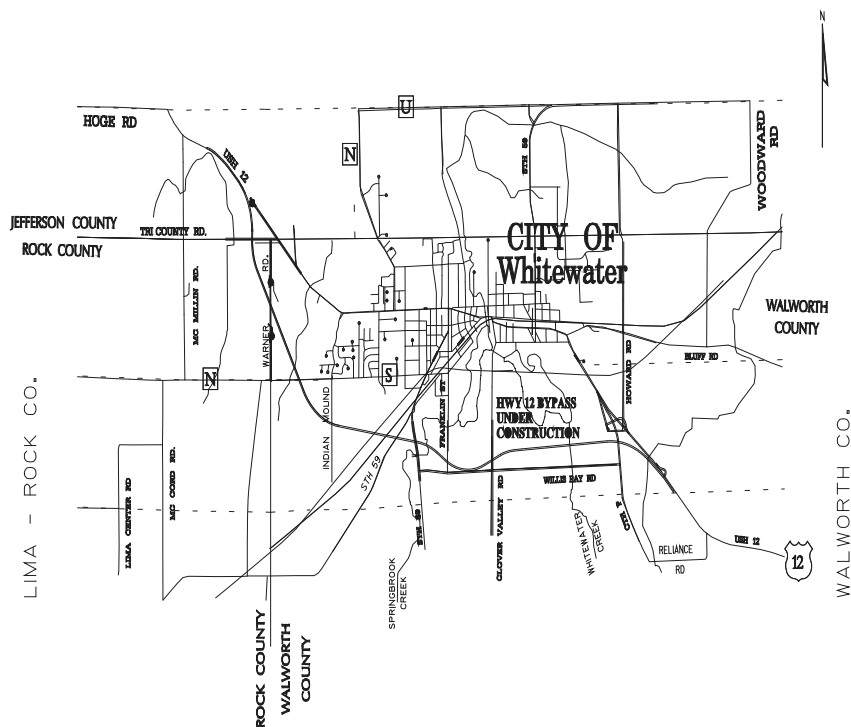 N
U
HOGE RD
N
USH 12
STH 59
WOODWARD
RD
JEFFERSON COUNTY
TRI COUNTY RD.
ROCK COUNTY
CITY OF
Whitewater
MC MILLIN RD.
WARNER RD.
WALWORTH
COUNTY
BLUFF RD
N
S
HOWARD RD
FRANKLIN ST
INDIAN MOUND
HWY 12 BYPASS
UNDER
CONSTRUCTION
LIMA - ROCK CO.
WALWORTH CO.
LIMA CENTER RD
MC CORD RD.
STH 59
STH 59
CLOVER VALLEY RD
WILLIS RAY RD
WHITEWATER
CREEK
CTH P
USH 12
12
RELIANCE
RD
SPRINGBROOK
CREEK
ROCK COUNTY
WALWORTH
COUNTY